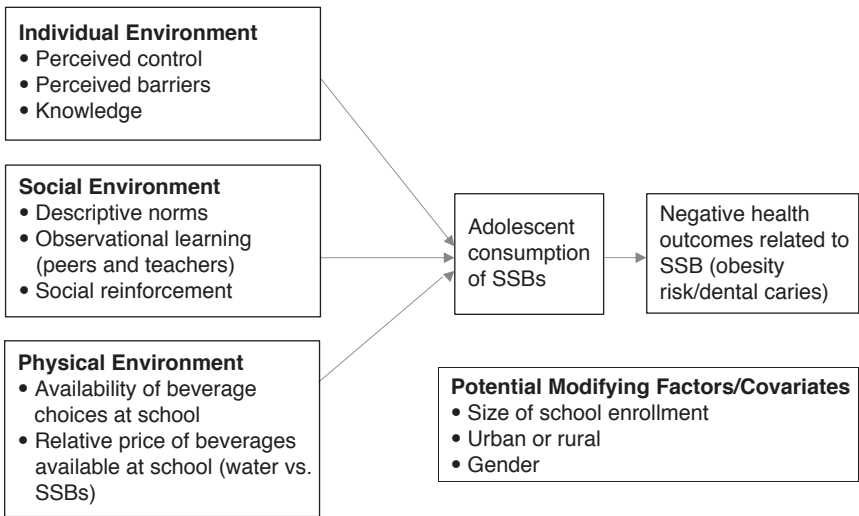 Individual Environment
• Perceived control
• Perceived barriers
• Knowledge
Social Environment
• Descriptive norms
• Observational learning
(peers and teachers)
• Social reinforcement
Physical Environment
• Availability of beverage
choices at school
• Relative price of beverages
available at school (water vs.
SSBs)
Adolescent
consumption
of SSBs
Negative health
outcomes related to
SSB (obesity
risk/dental caries)
Potential Modifying Factors/Covariates
• Size of school enrollment
• Urban or rural
• Gender